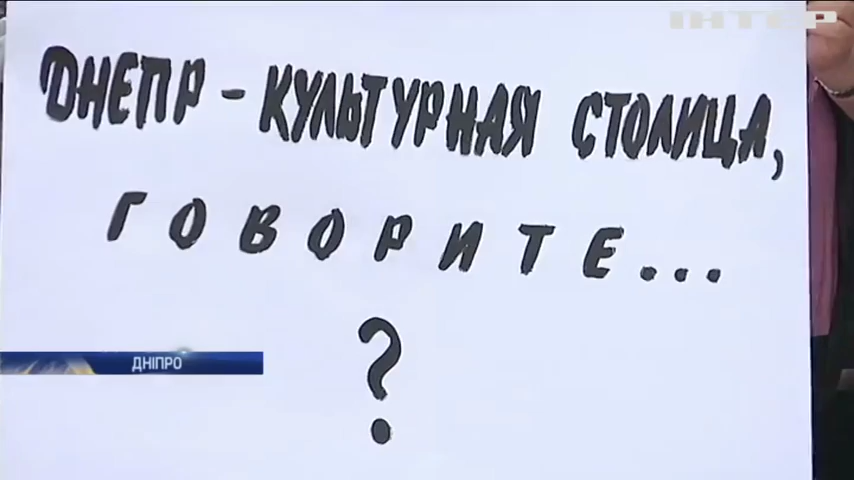 ІНТЕР
ДНЕПР - КУЛЬТУРНАЯ СТОЛИЦА,
ГОВОРИТЕ...
?
ДНІПРО